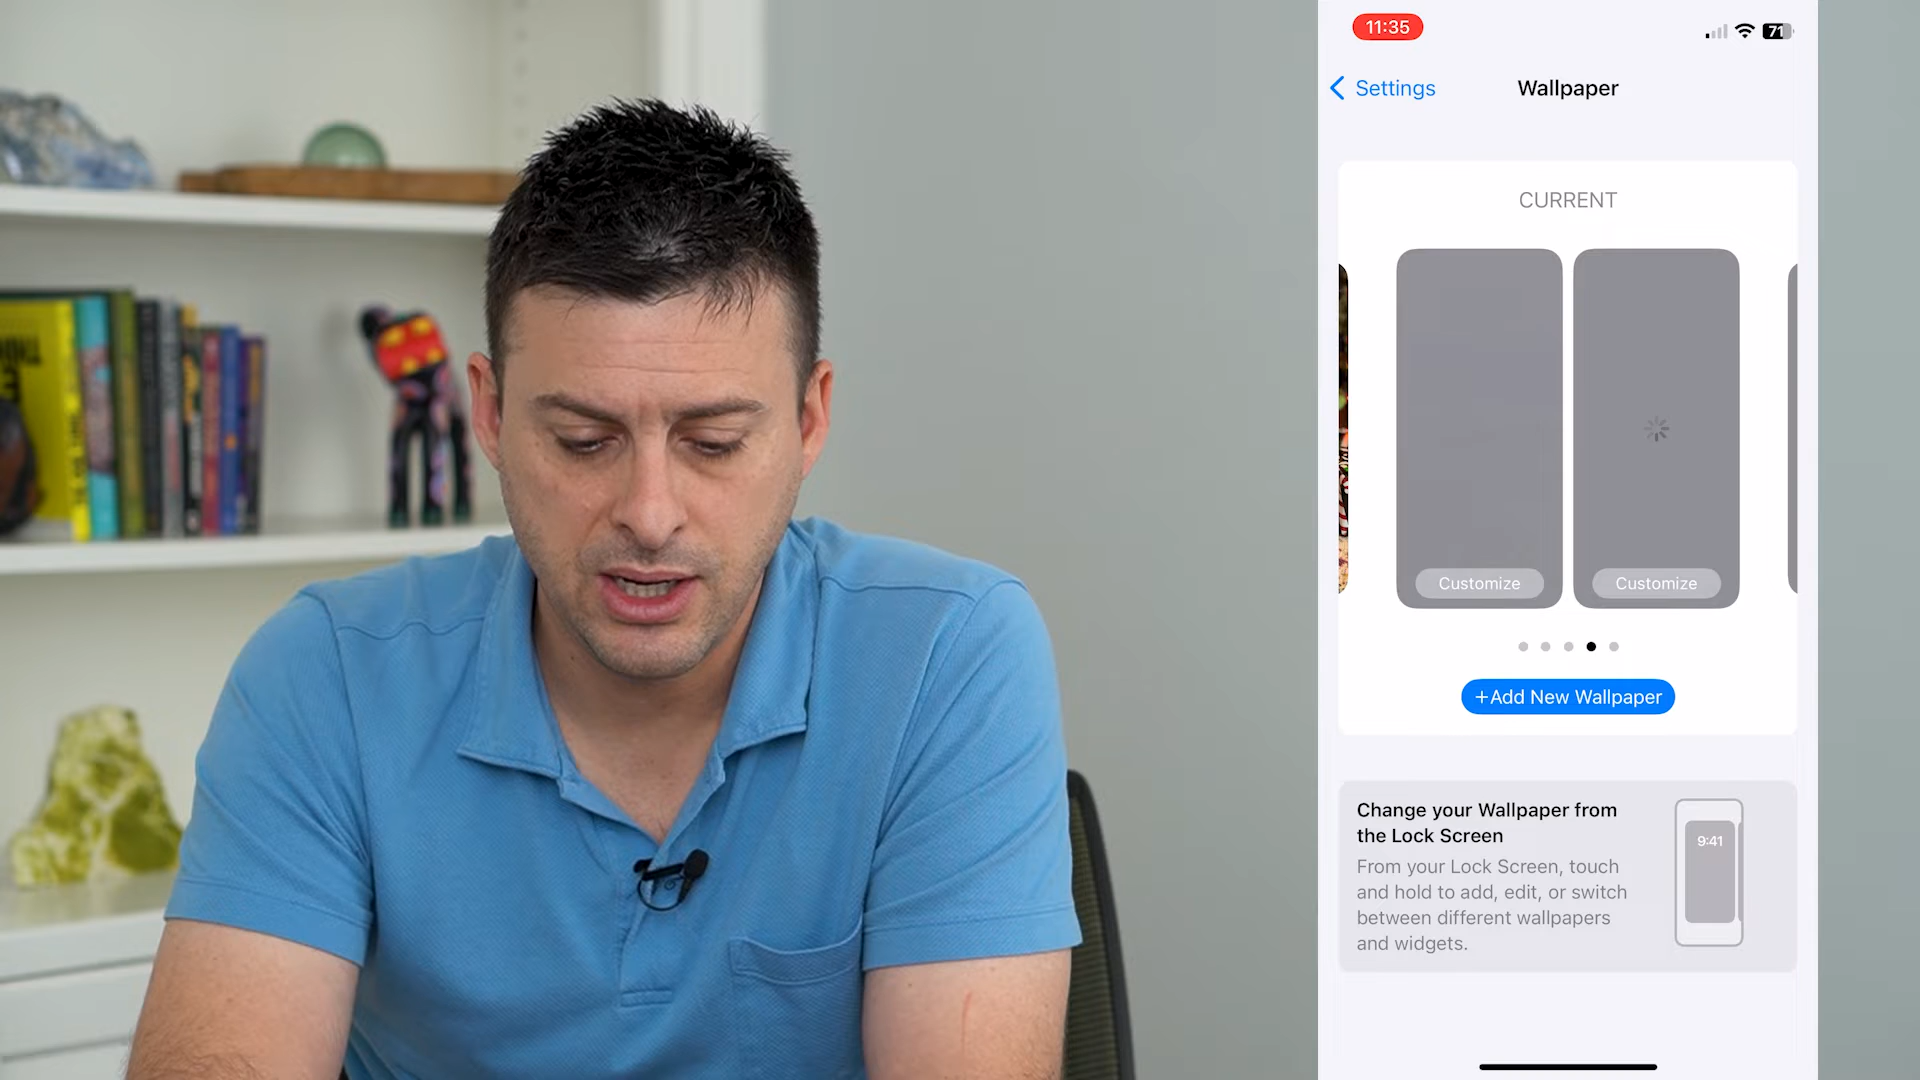 11:35
71
Settings
Wallpaper
CURRENT
Customize
Customize
+Add New Wallpaper
Change your Wallpaper from
the Lock Screen
From your Lock Screen, touch
and hold to add, edit, or switch
between different wallpapers
and widgets.
9:41